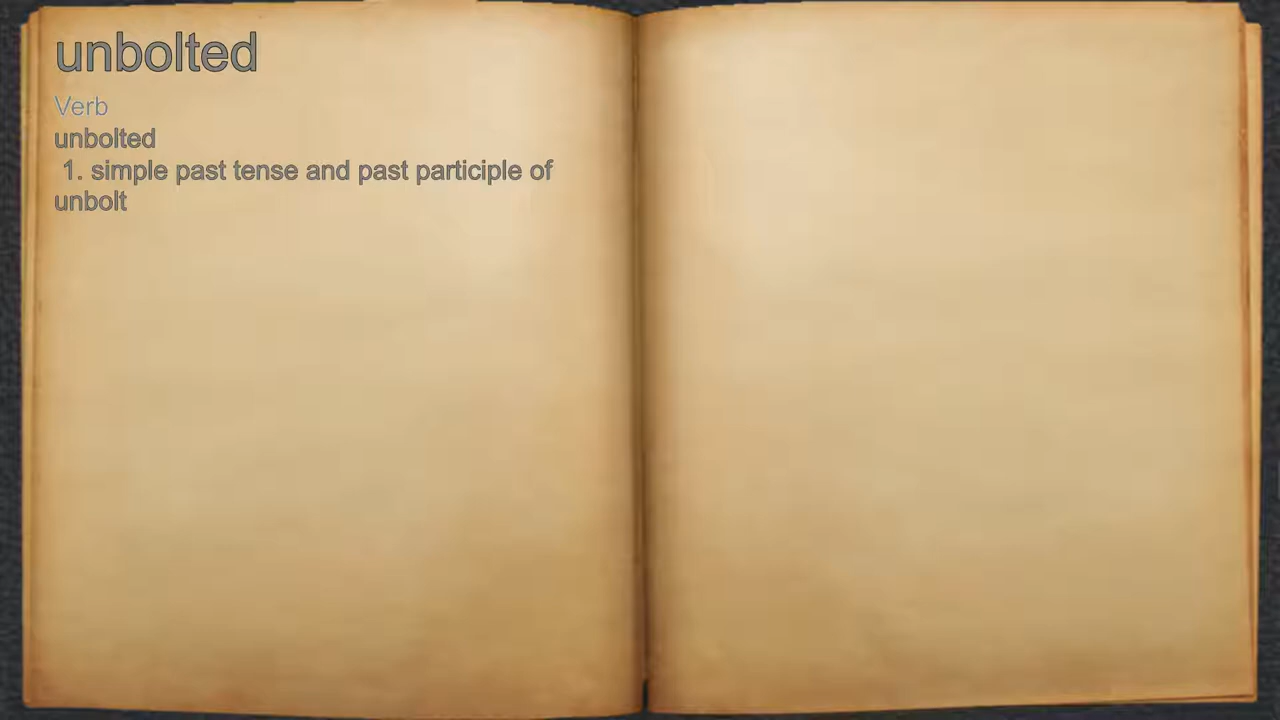 unbolted
Verb
unbolted
1. simple past tense and past participle of
unbolt